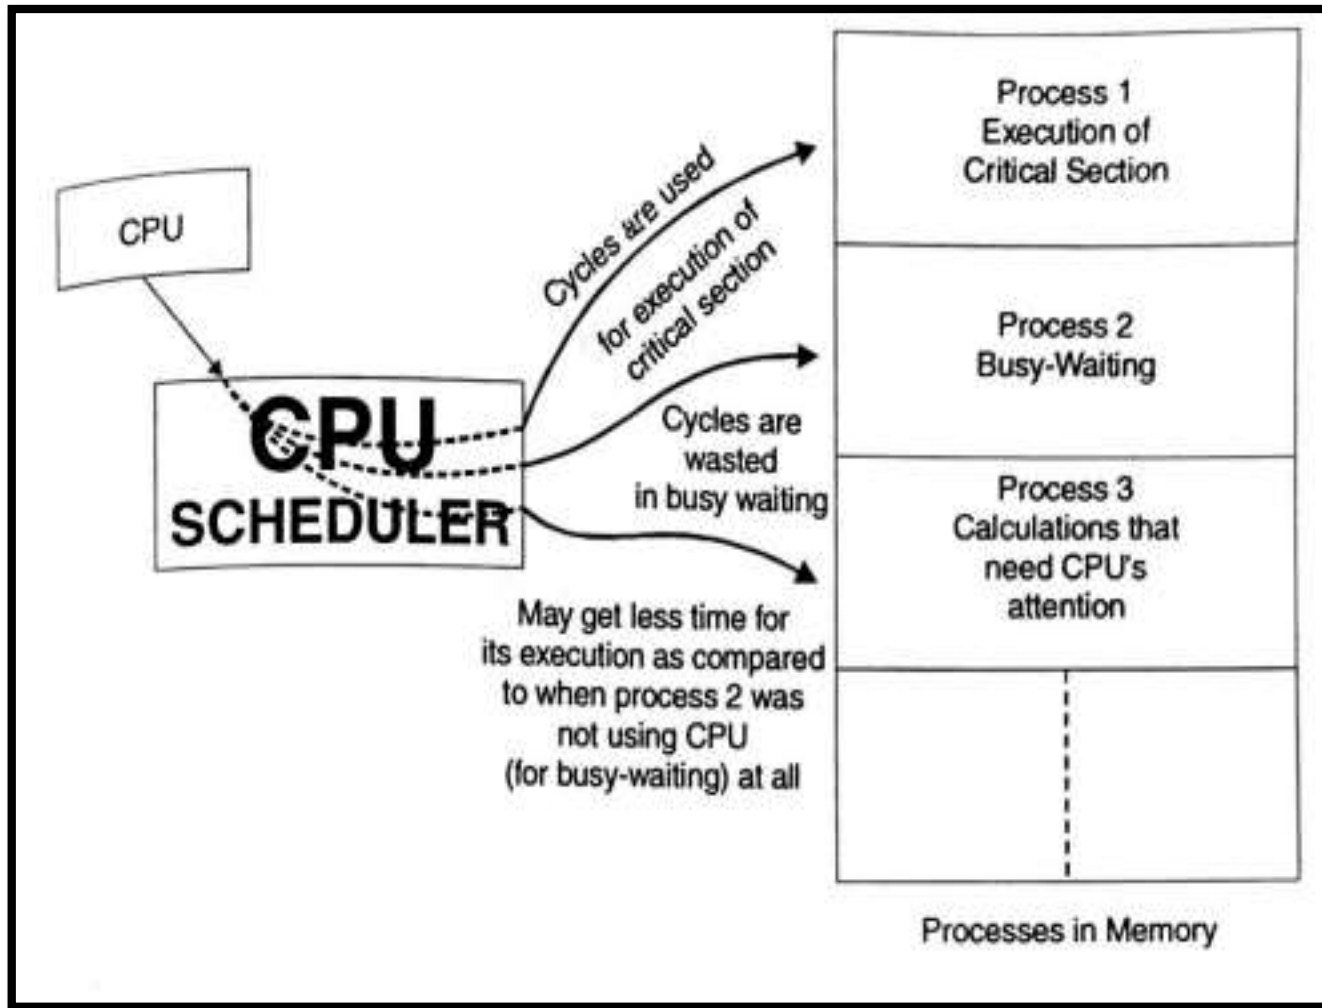 CPU
CPU
SCHEDULER
Cycles are used
for execution of
critical section
Cycles are
wasted
in busy waiting
May get less time for
its execution as compared
to when process 2 was
not using CPU
(for busy-waiting) at all
Process 1
Execution of
Critical Section
Process 2
Busy-Waiting
Process 3
Calculations that
need CPU's
attention
Processes in Memory